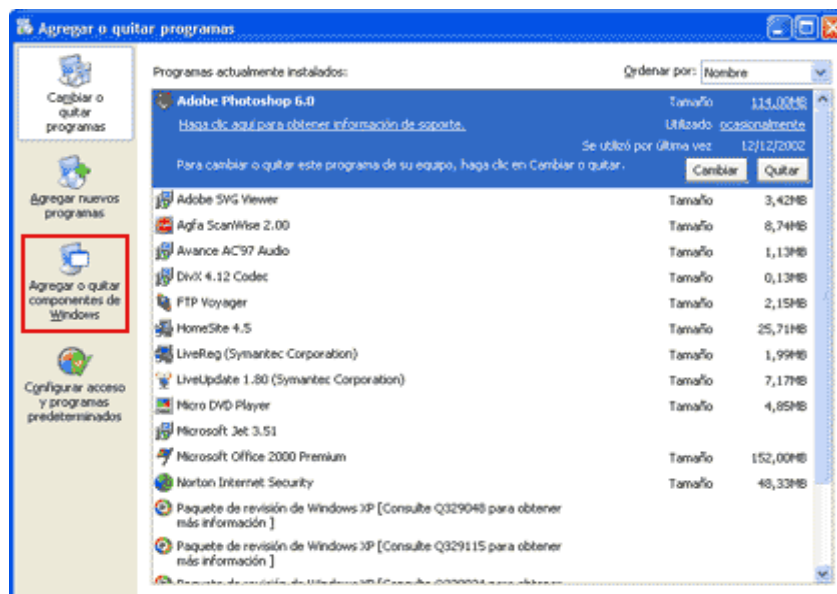 Agregar o quitar programas
Cambiar o
quitar
programas
Agregar nuevos
programas
Agregar o quitar
componentes de
Windows
Configurar acceso
y programas
predeterminados
Programas actualmente instalados:
Ordenar por: Nombre
Adobe Photoshop 6.0 Tamaño 114,00MB
Haga clic aquí para obtener información de soporte. Utilizado ocasionalmente
Se utilizó por última vez 12/12/2002
Para cambiar o quitar este programa de su equipo, haga clic en Cambiar o quitar. Cambiar Quitar
Adobe SVG Viewer Tamaño 3,42MB
Agfa ScanWise 2.00 Tamaño 8,74MB
Avance AC'97 Audio Tamaño 1,13MB
DivX 4.12 Codec Tamaño 0,13MB
FTP Voyager Tamaño 2,15MB
HomeSite 4.5 Tamaño 25,71MB
LiveReg (Symantec Corporation) Tamaño 1,99MB
LiveUpdate 1.80 (Symantec Corporation) Tamaño 7,17MB
Micro DVD Player Tamaño 4,85MB
Microsoft Jet 3.51
Microsoft Office 2000 Premium Tamaño 152,00MB
Norton Internet Security Tamaño 48,33MB
Paquete de revisión de Windows XP [Consulte Q329048 para obtener
más información ]
Paquete de revisión de Windows XP [Consulte Q329115 para obtener
más información ]